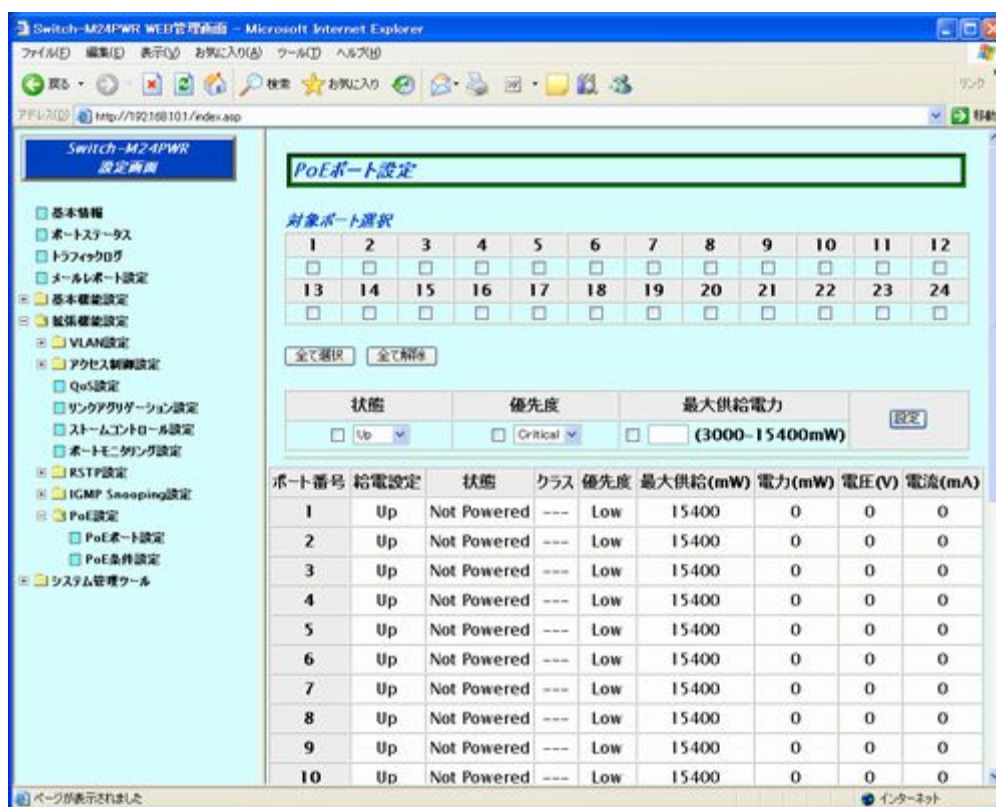 Switch-M24PWR WEB管理画面 - Microsoft Internet Explorer
ファイル(F) 編集(E) 表示(V) お気に入り(A) ツール(T) ヘルプ(H)
戻る 検索 お気に入り リンク
アドレス(D) http://192.168.10.1/index.asp 移動
Switch-M24PWR
設定画面
基本情報
ポートステータス
トラフィックログ
メールレポート設定
基本機能設定
拡張機能設定
VLAN設定
アクセス制御設定
QoS設定
リンクアグリゲーション設定
ストームコントロール設定
ポートモニタリング設定
RSTP設定
IGMP Snooping設定
PoE設定
PoEポート設定
PoE条件設定
システム管理ツール
PoEポート設定
対象ポート選択
1 2 3 4 5 6 7 8 9 10 11 12
13 14 15 16 17 18 19 20 21 22 23 24
全て選択 全て解除
状態 優先度 最大供給電力
Up Critical (3000-15400mW) 設定
ポート番号 給電設定 状態 クラス 優先度 最大供給(mW) 電力(mW) 電圧(V) 電流(mA)
1 Up Not Powered --- Low 15400 0 0 0
2 Up Not Powered --- Low 15400 0 0 0
3 Up Not Powered --- Low 15400 0 0 0
4 Up Not Powered --- Low 15400 0 0 0
5 Up Not Powered --- Low 15400 0 0 0
6 Up Not Powered --- Low 15400 0 0 0
7 Up Not Powered --- Low 15400 0 0 0
8 Up Not Powered --- Low 15400 0 0 0
9 Up Not Powered --- Low 15400 0 0 0
10 Up Not Powered --- Low 15400 0 0 0
ページが表示されました インターネット